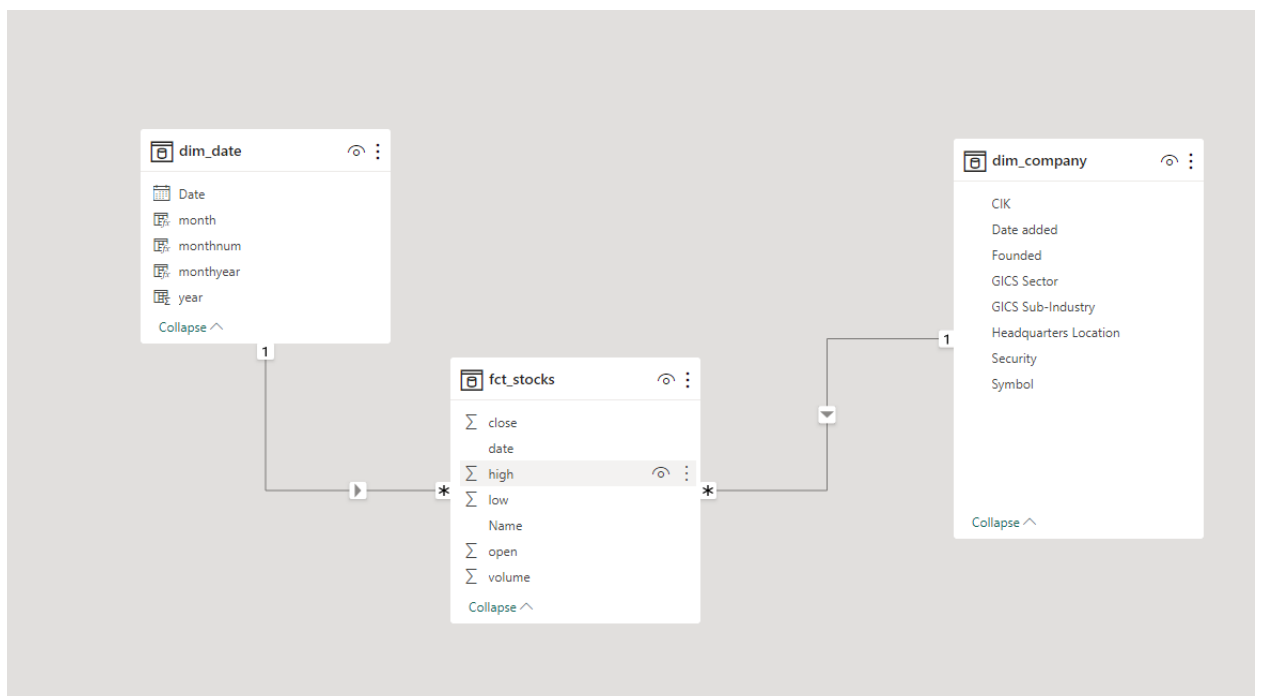 dim_date
Date
month
monthnum
monthyear
year
Collapse
1
fct_stocks
close
date
high
low
Name
open
volume
Collapse
*
*
dim_company
CIK
Date added
Founded
GICS Sector
GICS Sub-Industry
Headquarters Location
Security
Symbol
Collapse
1